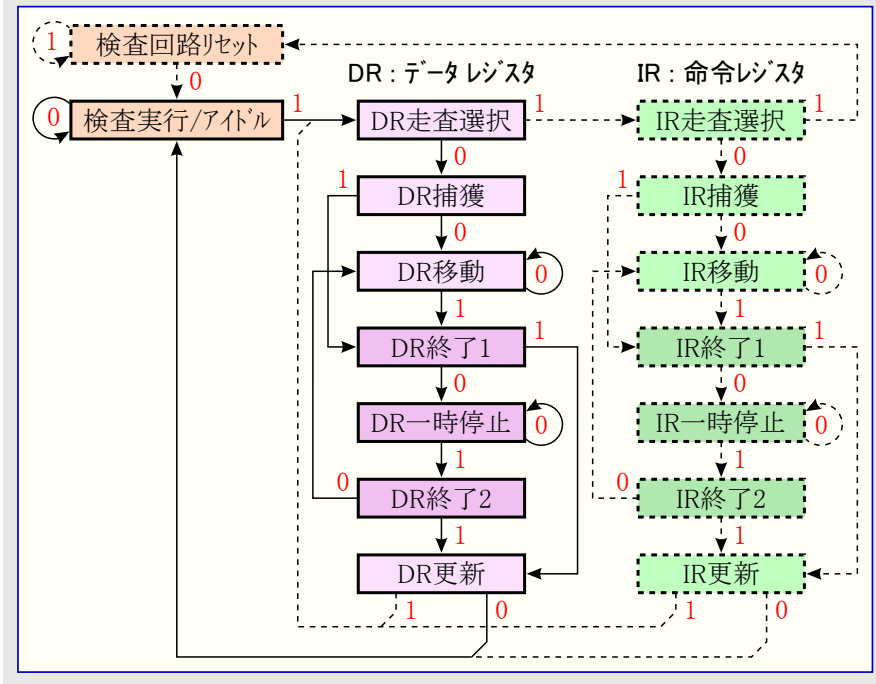 1 検査回路リセット
0
DR : データ レジスタ IR : 命令レジスタ
0 検査実行/アイドル 1 DR走査選択 1 IR走査選択 1
0 0
1 DR捕獲 1 IR捕獲
0 0
DR移動 0 IR移動 0
1 1
DR終了1 1 IR終了1 1
0 0
DR一時停止 0 IR一時停止 0
1 1
0 DR終了2 0 IR終了2
1 1
DR更新 IR更新
1 0 1 0